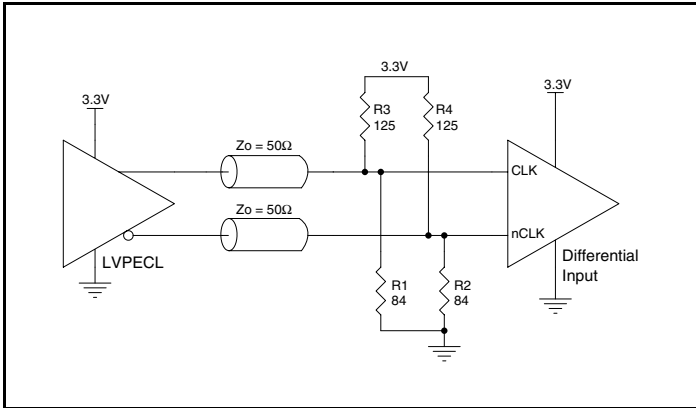 3.3V
3.3V
3.3V
R3
125
R4
125
Zo = 50Ω
CLK
Zo = 50Ω
nCLK
LVPECL
Differential
Input
R1
84
R2
84